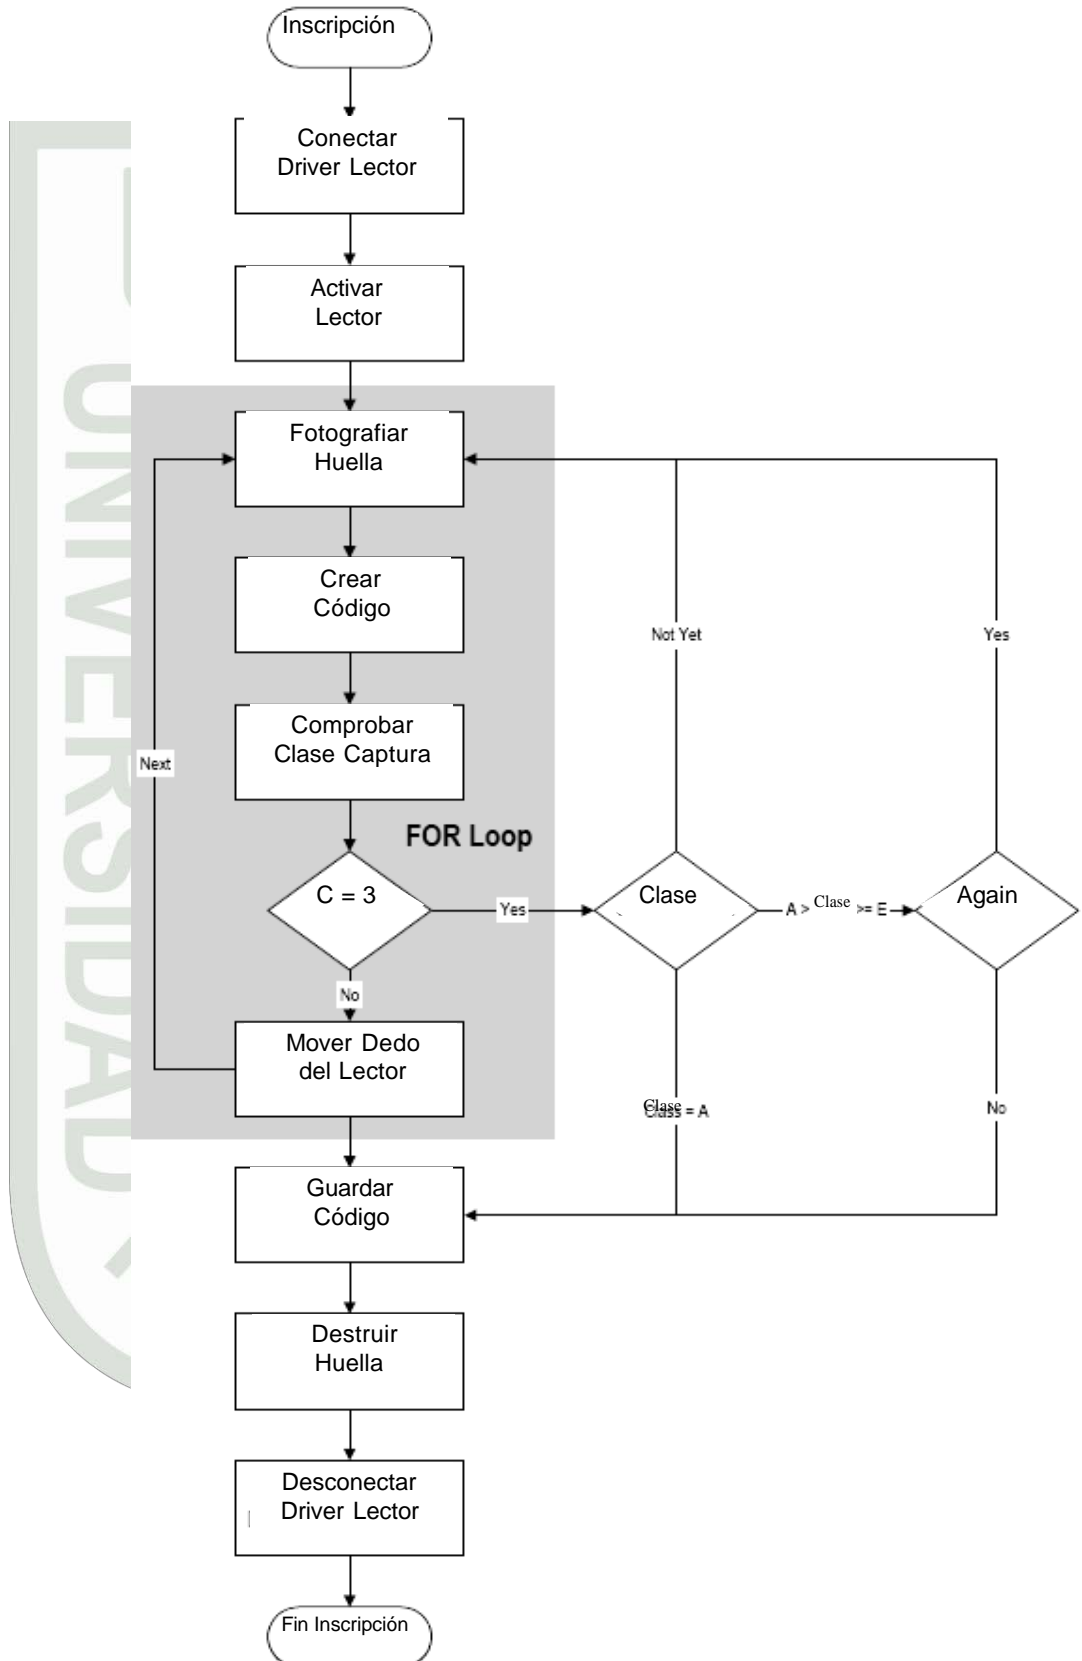 Inscripción
Conectar
Driver Lector
Activar
Lector
Fotografiar
Huella
Crear
Código
Not Yet
Yes
Comprobar
Clase Captura
Next
FOR Loop
C = 3
Yes
Clase
A > Clase >= E
Again
No
Mover Dedo
del Lector
Clase
Class = A
No
Guardar
Código
Destruir
Huella
Desconectar
Driver Lector
Fin Inscripción
UNIVERSIDAD